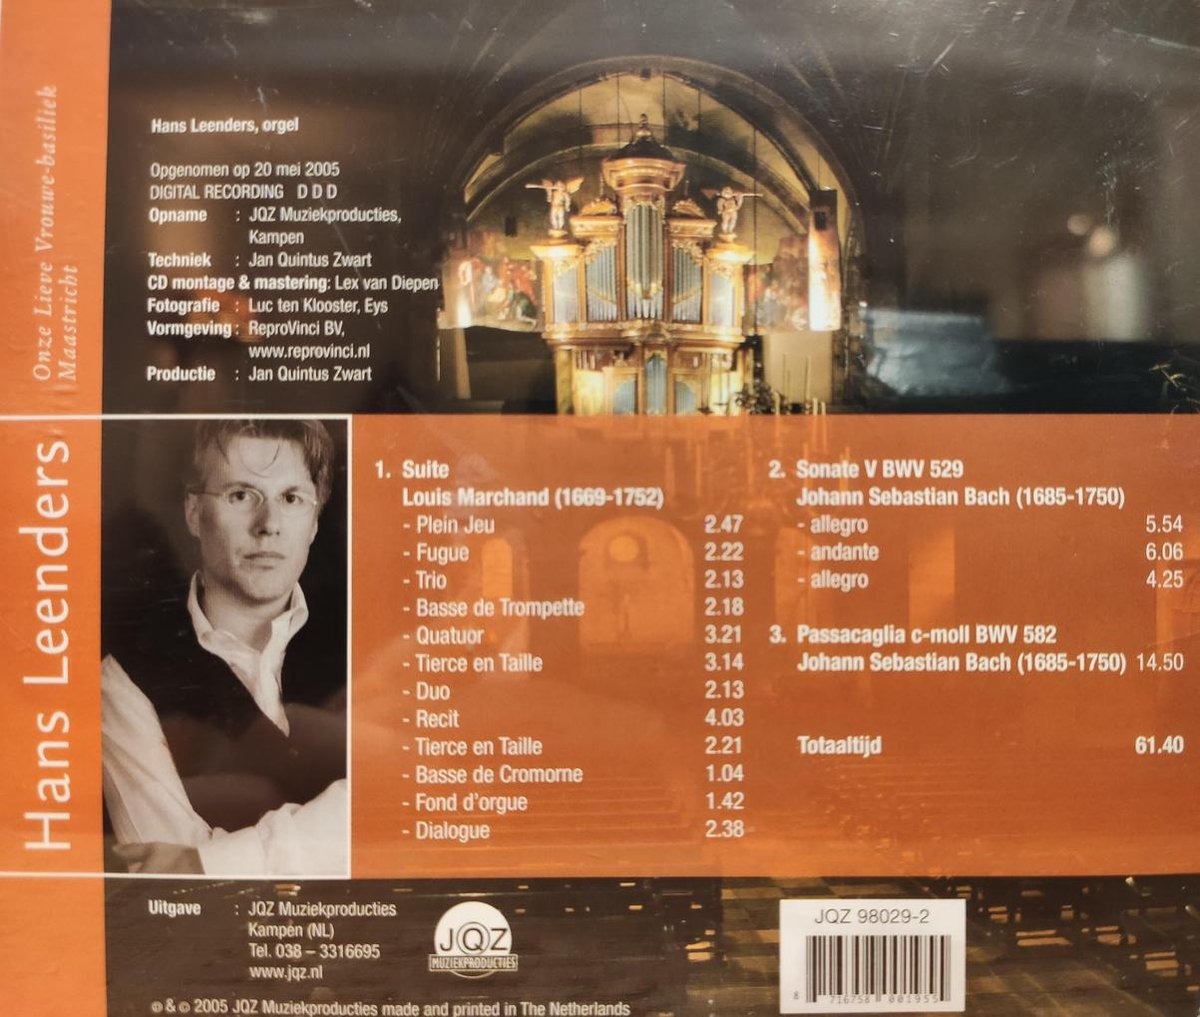 Onze Lieve Vrouwe-basiliek
Maastricht
Hans Leenders
Hans Leenders, orgel
Opgenomen op 20 mei 2005
DIGITAL RECORDING D D D
Opname : JQZ Muziekproducties,
Kampen
Techniek : Jan Quintus Zwart
CD montage & mastering: Lex van Diepen
Fotografie : Luc ten Klooster, Eys
Vormgeving : ReproVinci BV,
www.reprovinci.nl
Productie : Jan Quintus Zwart
1. Suite
Louis Marchand (1669-1752)
- Plein Jeu 2.47
- Fugue 2.22
- Trio 2.13
- Basse de Trompette 2.18
- Quatuor 3.21
- Tierce en Taille 3.14
- Duo 2.13
- Recit 4.03
- Tierce en Taille 2.21
- Basse de Cromorne 1.04
- Fond d'orgue 1.42
- Dialogue 2.38
2. Sonate V BWV 529
Johann Sebastian Bach (1685-1750)
- allegro 5.54
- andante 6.06
- allegro 4.25
3. Passacaglia c-moll BWV 582
Johann Sebastian Bach (1685-1750) 14.50
Totaaltijd 61.40
Uitgave : JQZ Muziekproducties
Kampen (NL)
Tel. 038 – 3316695
www.jqz.nl
JQZ
MUZIEKPRODUCTIES
℗ & © 2005 JQZ Muziekproducties made and printed in The Netherlands
JQZ 98029-2
8 716758 001955